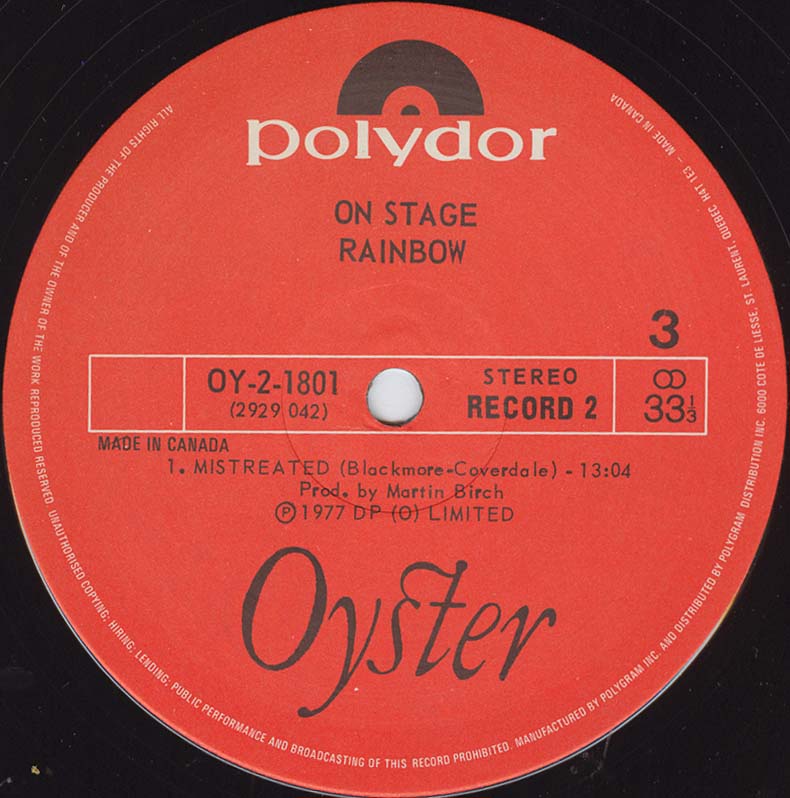 polydor
ON STAGE
RAINBOW
3
OY-2-1801
(2929 042)
STEREO
RECORD 2
33⅓
MADE IN CANADA
1. MISTREATED (Blackmore-Coverdale) - 13:04
Prod. by Martin Birch
Ⓟ 1977 DP (O) LIMITED
Oyster
ALL RIGHTS OF THE PRODUCER AND OF THE OWNER OF THE WORK REPRODUCED RESERVED. UNAUTHORISED COPYING; HIRING; LENDING; PUBLIC PERFORMANCE AND BROADCASTING OF THIS RECORD PROHIBITED. MANUFACTURED BY POLYGRAM INC. AND DISTRIBUTED BY POLYGRAM DISTRIBUTION INC. 6000 COTE DE LIESSE, ST. LAURENT, QUEBEC H4T 1E3 – MADE IN CANADA